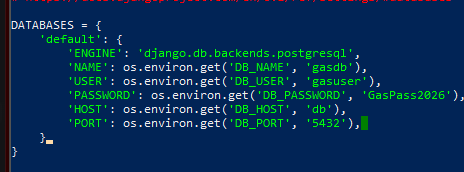 DATABASES = {
    'default': {
        'ENGINE': 'django.db.backends.postgresql',
        'NAME': os.environ.get('DB_NAME', 'gasdb'),
        'USER': os.environ.get('DB_USER', 'gasuser'),
        'PASSWORD': os.environ.get('DB_PASSWORD', 'GasPass2026'),
        'HOST': os.environ.get('DB_HOST', 'db'),
        'PORT': os.environ.get('DB_PORT', '5432'),
    }
}